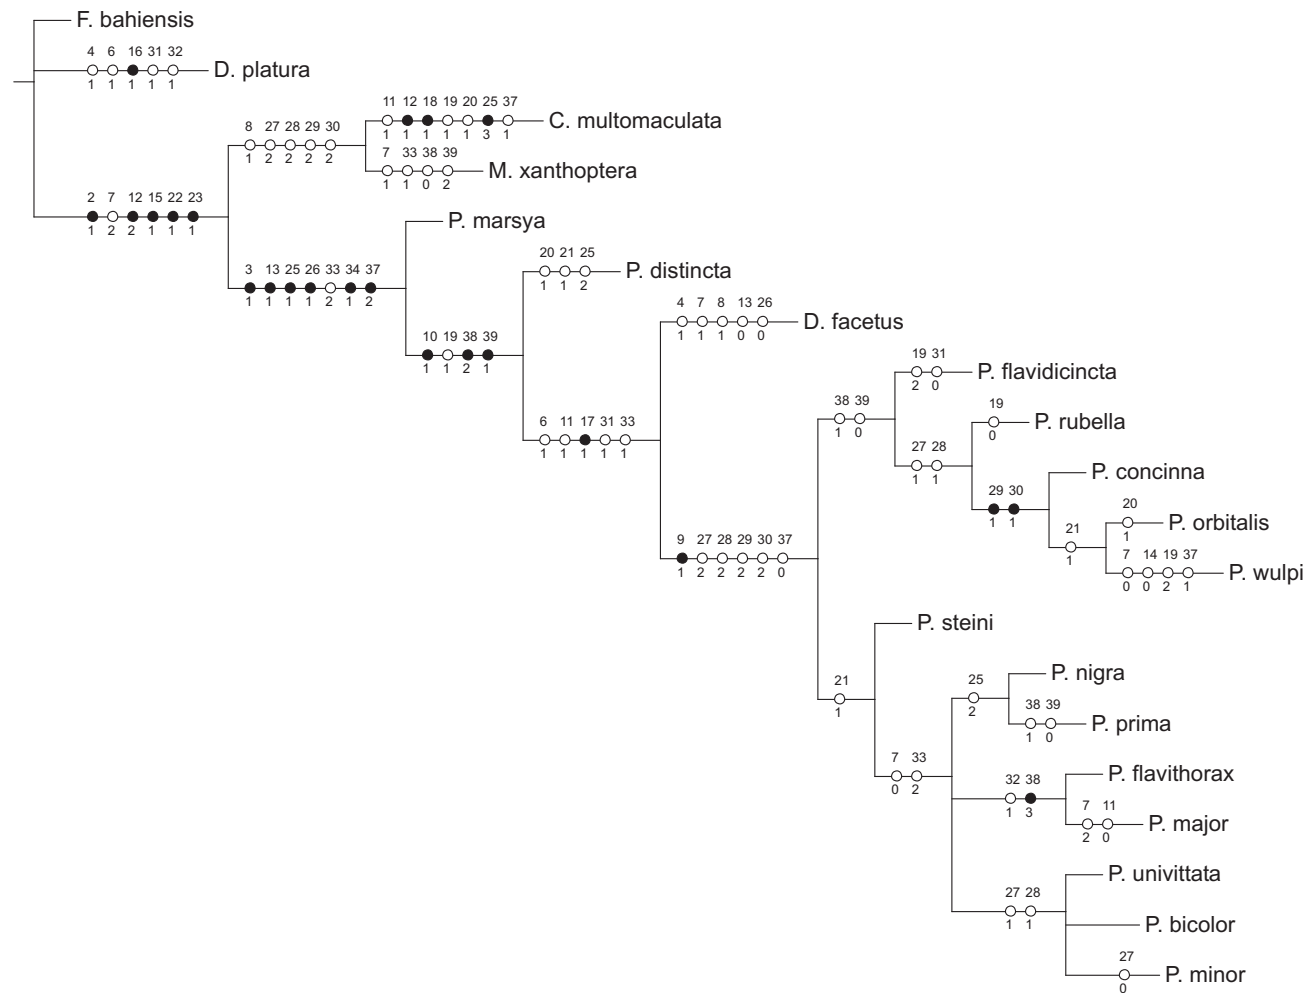 F. bahiensis
4 6 16 31 32
D. platura
1 1 1 1 1
11 12 18 19 20 25 37
C. multomaculata
1 1 1 1 1 3 1
8 27 28 29 30
1 2 2 2 2
7 33 38 39
M. xanthoptera
1 1 0 2
2 7 12 15 22 23
1 2 2 1 1 1
P. marsya
3 13 25 26 33 34 37
1 1 1 1 2 1 2
20 21 25
P. distincta
1 1 2
10 19 38 39
1 1 2 1
4 7 8 13 26
D. facetus
1 1 1 0 0
6 11 17 31 33
1 1 1 1 1
19 31
P. flavidicincta
2 0
38 39
1 0
19
P. rubella
0
27 28
1 1
P. concinna
29 30
1 1
20
P. orbitalis
1
21
1
7 14 19 37
P. wulpi
0 0 2 1
9 27 28 29 30 37
1 2 2 2 2 0
P. steini
21
1
P. nigra
25
2
38 39
P. prima
1 0
7 33
0 2
P. flavithorax
32 38
1 3
7 11
P. major
2 0
P. univittata
27 28
1 1
P. bicolor
27
P. minor
0